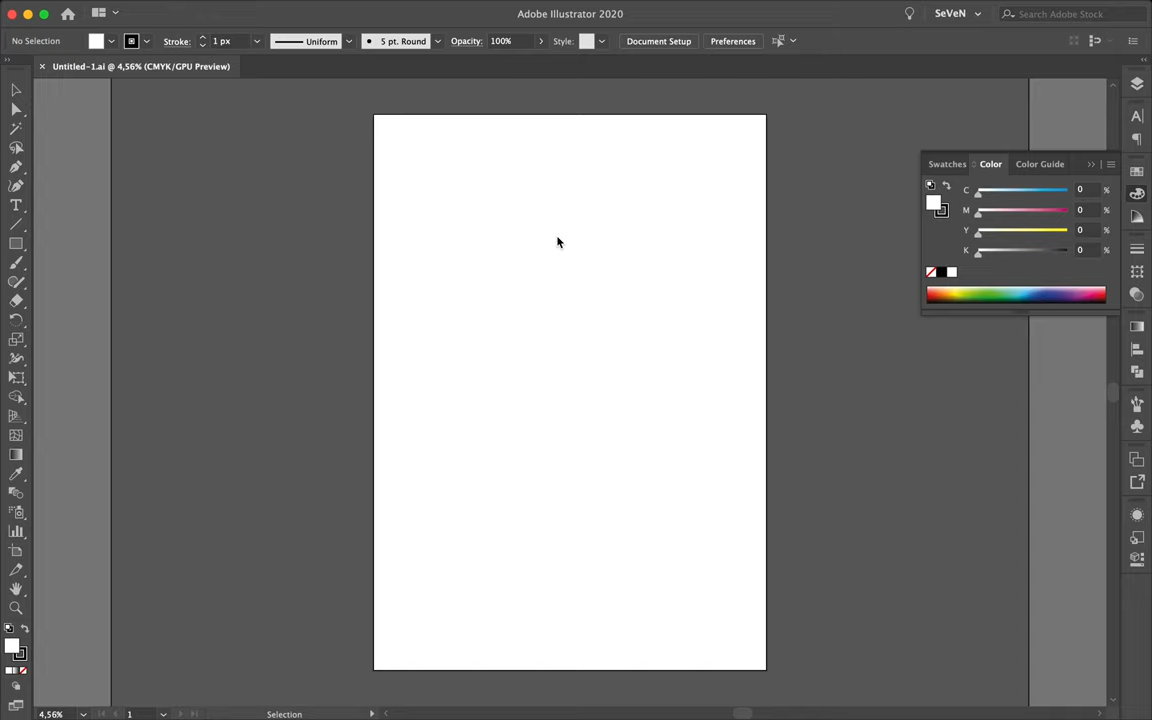 Adobe Illustrator 2020
SeVeN
Search Adobe Stock
No Selection
Stroke:
1 px
Uniform
5 pt. Round
Opacity:
100%
Style:
Document Setup
Preferences
Untitled-1.ai @ 4,56% (CMYK/GPU Preview)
Swatches
Color
Color Guide
C 0 %
M 0 %
Y 0 %
K 0 %
4,56%
1
Selection